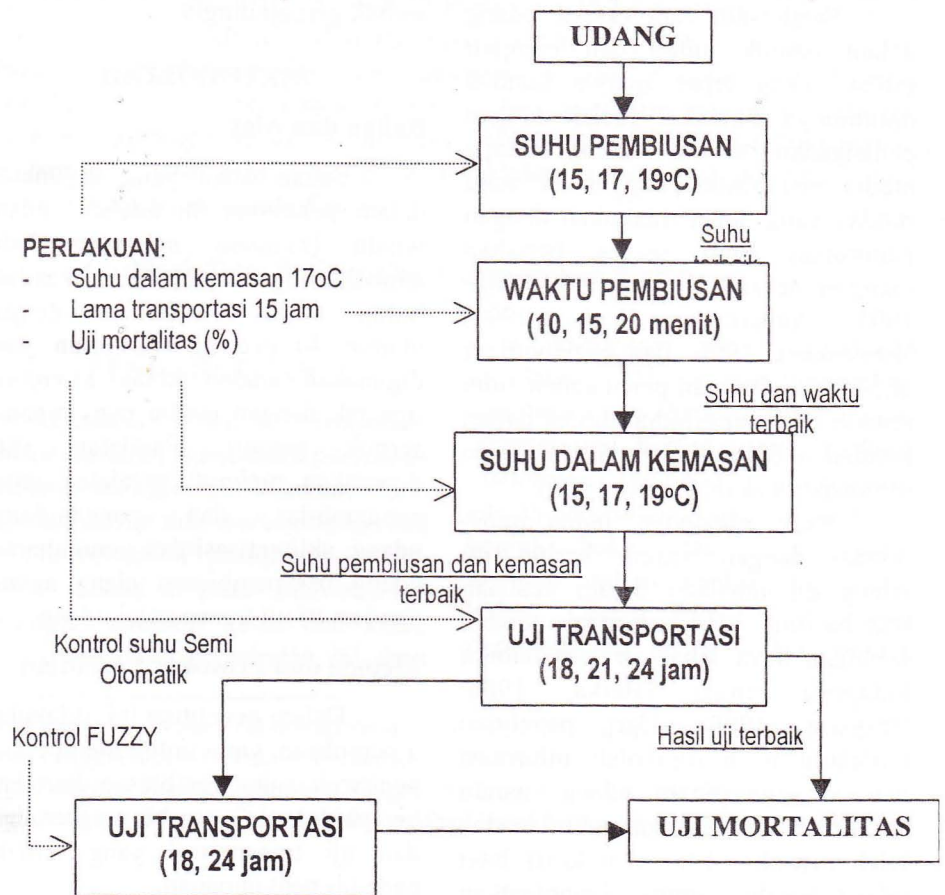 UDANG
SUHU PEMBIUSAN
(15, 17, 19°C)
Suhu
terbaik
PERLAKUAN:
- Suhu dalam kemasan 17oC
- Lama transportasi 15 jam
- Uji mortalitas (%)
WAKTU PEMBIUSAN
(10, 15, 20 menit)
Suhu dan waktu
terbaik
SUHU DALAM KEMASAN
(15, 17, 19°C)
Suhu pembiusan dan kemasan
terbaik
UJI TRANSPORTASI
(18, 21, 24 jam)
Kontrol suhu Semi
Otomatik
Kontrol FUZZY
Hasil uji terbaik
UJI TRANSPORTASI
(18, 24 jam)
UJI MORTALITAS